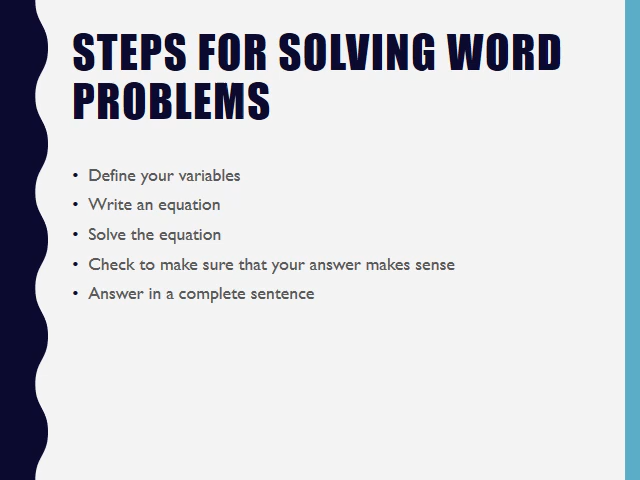 STEPS FOR SOLVING WORD
PROBLEMS
• Define your variables
• Write an equation
• Solve the equation
• Check to make sure that your answer makes sense
• Answer in a complete sentence